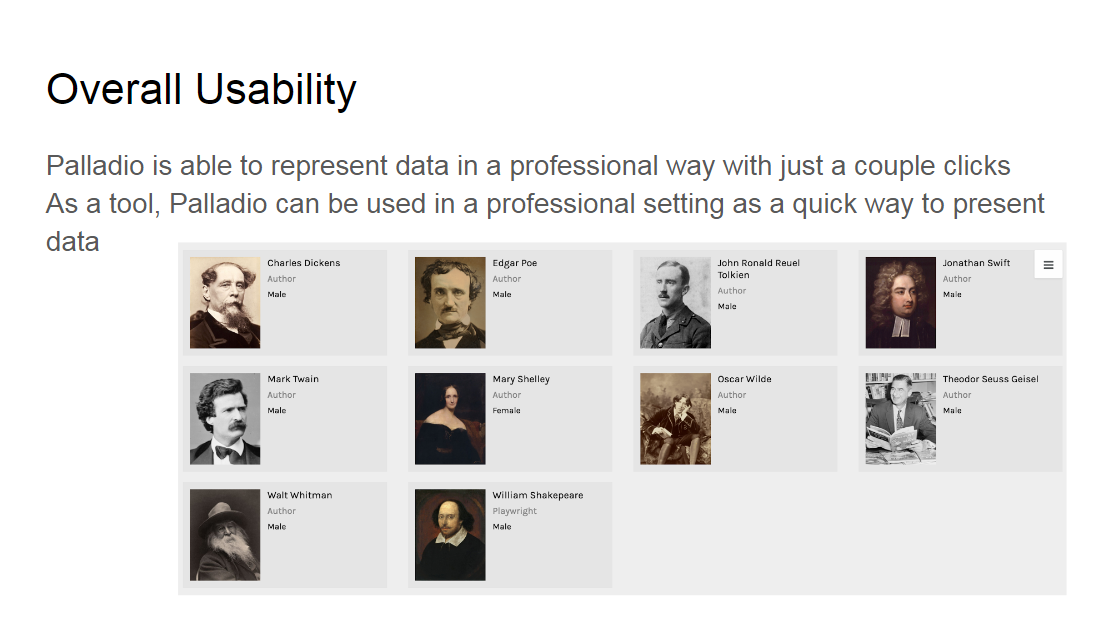 Overall Usability
Palladio is able to represent data in a professional way with just a couple clicks
As a tool, Palladio can be used in a professional setting as a quick way to present
data
Charles Dickens
Author
Male
Edgar Poe
Author
Male
John Ronald Reuel
Tolkien
Author
Male
Jonathan Swift
Author
Male
Mark Twain
Author
Male
Mary Shelley
Author
Female
Oscar Wilde
Author
Male
Theodor Seuss Geisel
Author
Male
Walt Whitman
Author
Male
William Shakepeare
Playwright
Male